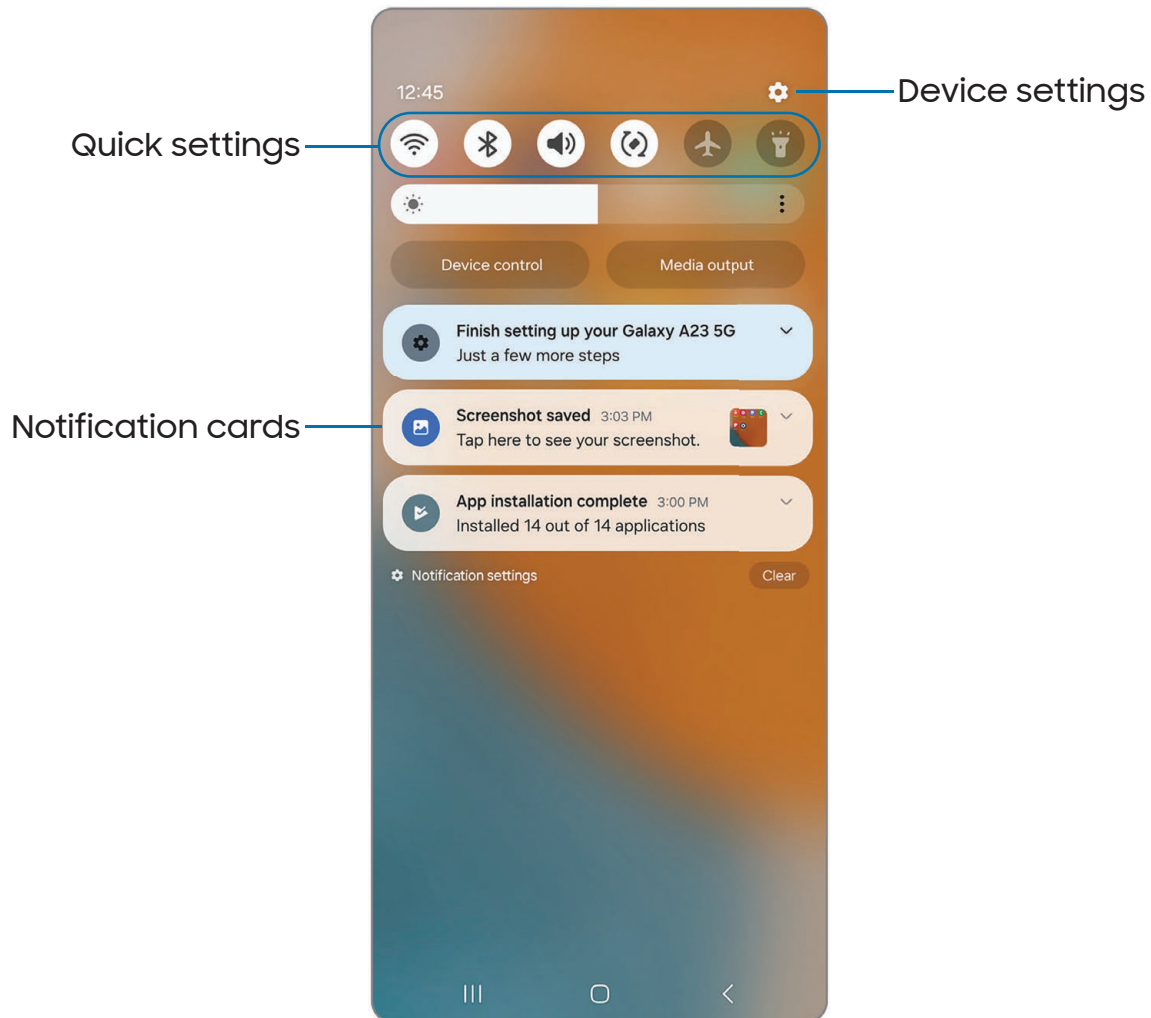 12:45
Device settings
Quick settings
Device control
Media output
Finish setting up your Galaxy A23 5G
Just a few more steps
Notification cards
Screenshot saved 3:03 PM
Tap here to see your screenshot.
App installation complete 3:00 PM
Installed 14 out of 14 applications
Notification settings
Clear